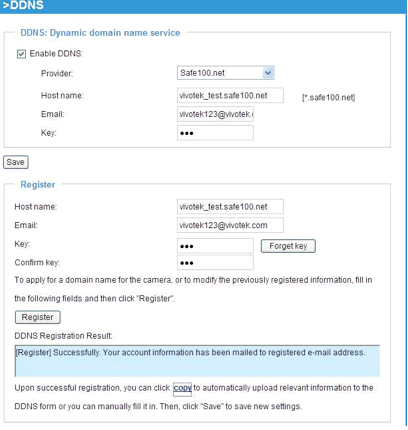 >DDNS
DDNS: Dynamic domain name service
Enable DDNS:
Provider: Safe100.net
Host name: vivotek_test.safe100.net [*.safe100.net]
Email: vivotek123@vivotek.
Key: ●●●
Save
Register
Host name: vivotek_test.safe100.net
Email: vivotek123@vivotek.com
Key: ●●● Forget key
Confirm key: ●●●
To apply for a domain name for the camera, or to modify the previously registered information, fill in
the following fields and then click "Register".
Register
DDNS Registration Result:
[Register] Successfully. Your account information has been mailed to registered e-mail address.
Upon successful registration, you can click copy to automatically upload relevant information to the
DDNS form or you can manually fill it in. Then, click "Save" to save new settings.